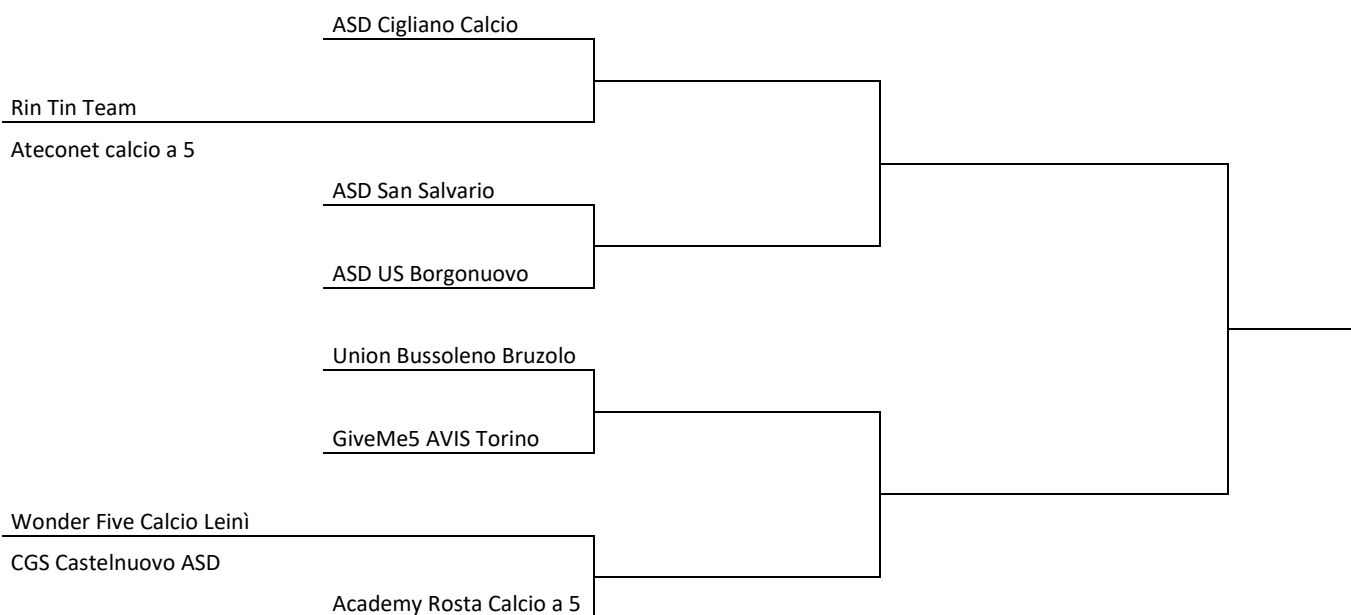 ASD Cigliano Calcio
Rin Tin Team
Ateconet calcio a 5
ASD San Salvario
ASD US Borgonuovo
Union Bussoleno Bruzolo
GiveMe5 AVIS Torino
Wonder Five Calcio Leinì
CGS Castelnuovo ASD
Academy Rosta Calcio a 5